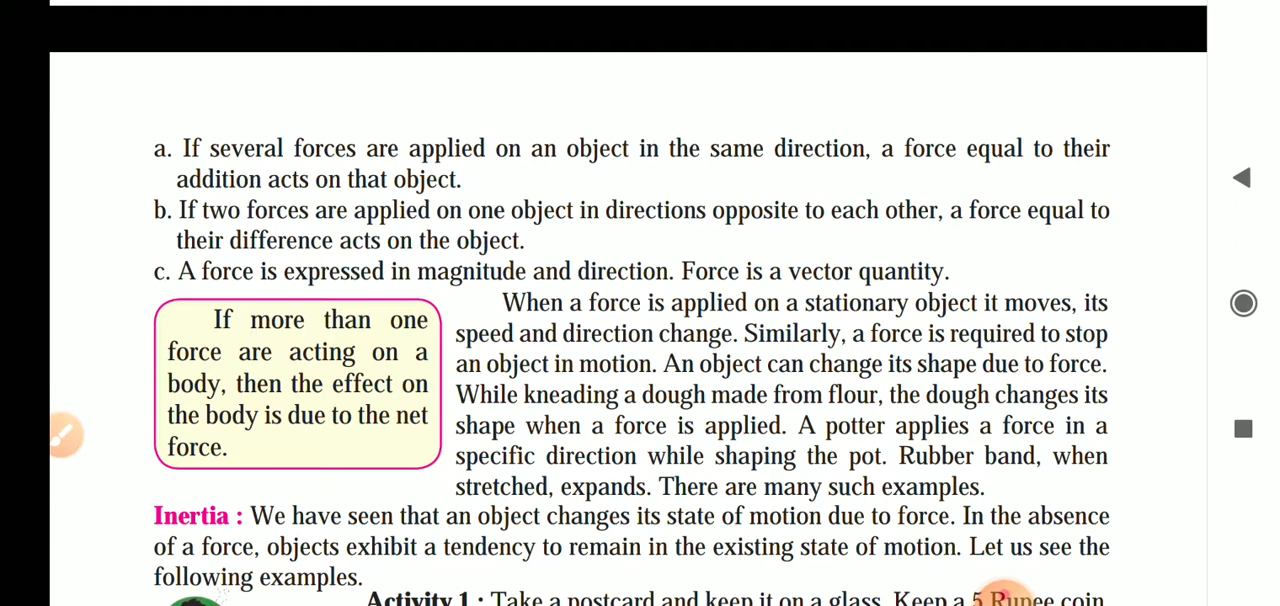 a. If several forces are applied on an object in the same direction, a force equal to their
addition acts on that object.
b. If two forces are applied on one object in directions opposite to each other, a force equal to
their difference acts on the object.
c. A force is expressed in magnitude and direction. Force is a vector quantity.
If more than one
force are acting on a
body, then the effect on
the body is due to the net
force.
When a force is applied on a stationary object it moves, its
speed and direction change. Similarly, a force is required to stop
an object in motion. An object can change its shape due to force.
While kneading a dough made from flour, the dough changes its
shape when a force is applied. A potter applies a force in a
specific direction while shaping the pot. Rubber band, when
stretched, expands. There are many such examples.
Inertia : We have seen that an object changes its state of motion due to force. In the absence
of a force, objects exhibit a tendency to remain in the existing state of motion. Let us see the
following examples.
Activity 1 : Take a postcard and keep it on a glass. Keep a 5 Rupee coin